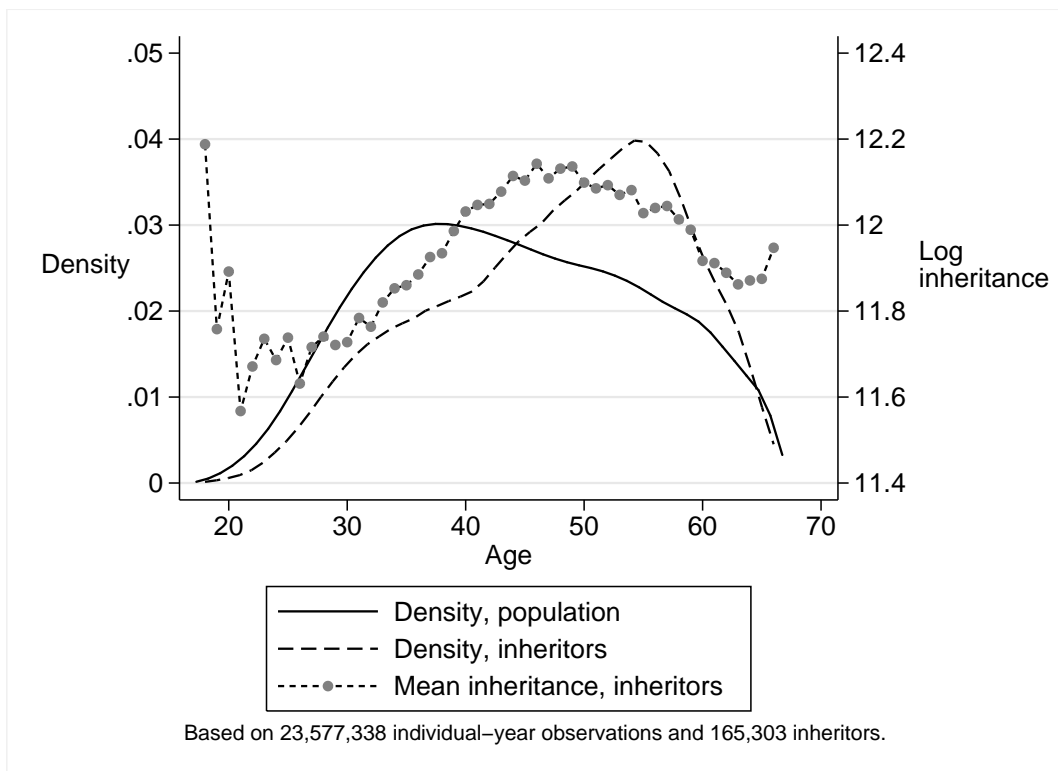 .05
.04
.03
.02
.01
0
Density
12.4
12.2
12
11.8
11.6
11.4
Log
inheritance
20 30 40 50 60 70
Age
Density, population
Density, inheritors
Mean inheritance, inheritors
Based on 23,577,338 individual−year observations and 165,303 inheritors.